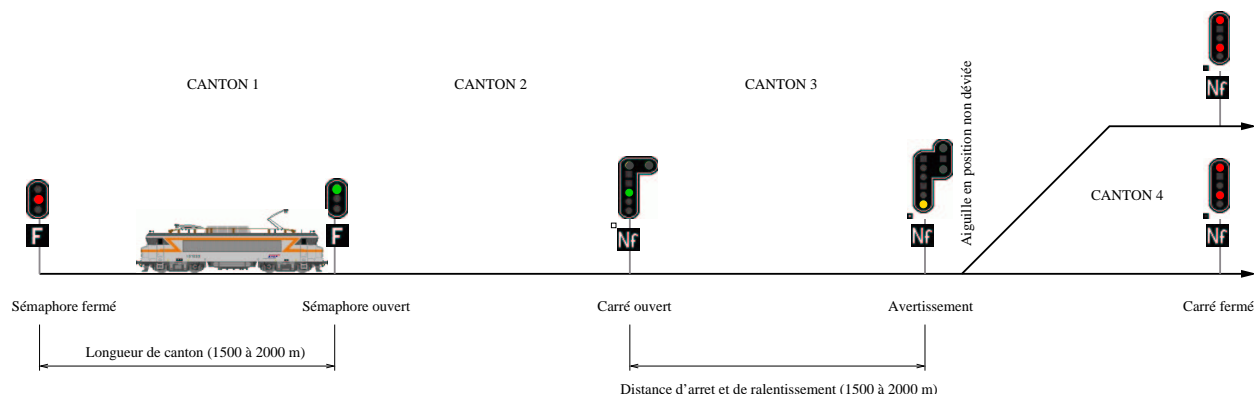 CANTON 1
CANTON 2
CANTON 3
Aiguille en position non déviée
Nf
CANTON 4
F
F
Nf
Nf
Nf
Sémaphore fermé
Sémaphore ouvert
Carré ouvert
Avertissement
Carré fermé
Longueur de canton (1500 à 2000 m)
Distance d'arret et de ralentissement (1500 à 2000 m)